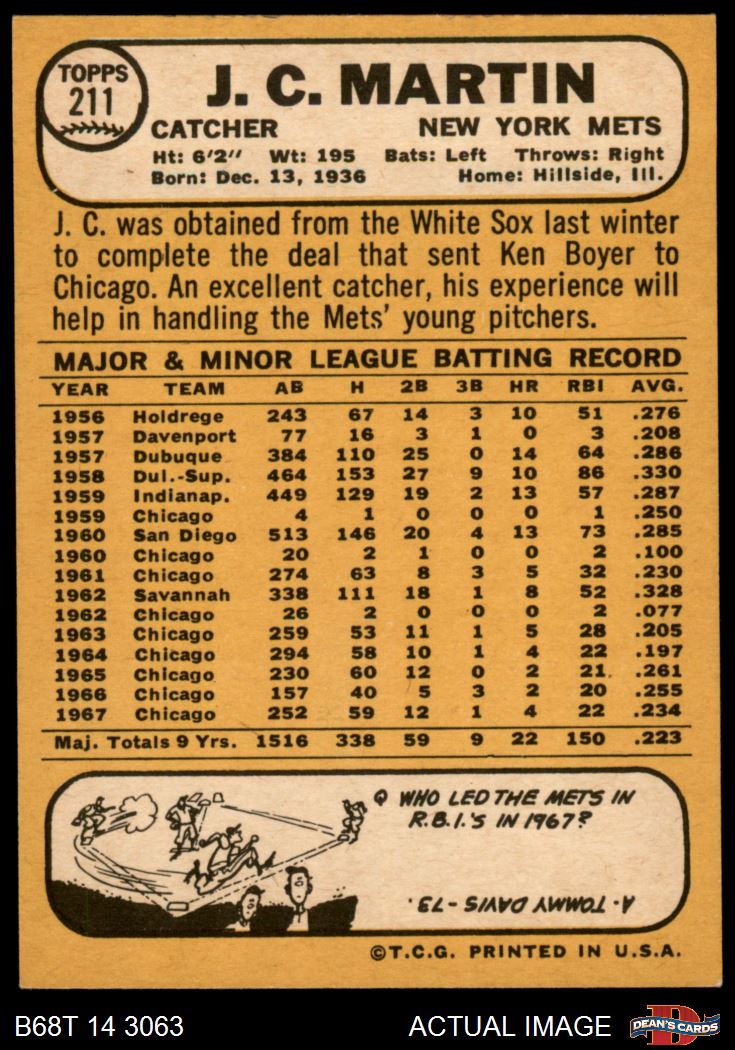 TOPPS
211
J. C. MARTIN
CATCHER NEW YORK METS
Ht: 6'2" Wt: 195 Bats: Left Throws: Right
Born: Dec. 13, 1936 Home: Hillside, Ill.
J. C. was obtained from the White Sox last winter
to complete the deal that sent Ken Boyer to
Chicago. An excellent catcher, his experience will
help in handling the Mets' young pitchers.
MAJOR & MINOR LEAGUE BATTING RECORD
YEAR TEAM AB H 2B 3B HR RBI AVG.
1956 Holdrege 243 67 14 3 10 51 .276
1957 Davenport 77 16 3 1 0 3 .208
1957 Dubuque 384 110 25 0 14 64 .286
1958 Dul.-Sup. 464 153 27 9 10 86 .330
1959 Indianap. 449 129 19 2 13 57 .287
1959 Chicago 4 1 0 0 0 1 .250
1960 San Diego 513 146 20 4 13 73 .285
1960 Chicago 20 2 1 0 0 2 .100
1961 Chicago 274 63 8 3 5 32 .230
1962 Savannah 338 111 18 1 8 52 .328
1962 Chicago 26 2 0 0 0 2 .077
1963 Chicago 259 53 11 1 5 28 .205
1964 Chicago 294 58 10 1 4 22 .197
1965 Chicago 230 60 12 0 2 21 .261
1966 Chicago 157 40 5 3 2 20 .255
1967 Chicago 252 59 12 1 4 22 .234
Maj. Totals 9 Yrs. 1516 338 59 9 22 150 .223
Q WHO LED THE METS IN
R.B.I.'S IN 1967?
A- TOMMY DAVIS - 73.
©T.C.G. PRINTED IN U.S.A.
B68T 14 3063 ACTUAL IMAGE DEAN'S CARDS